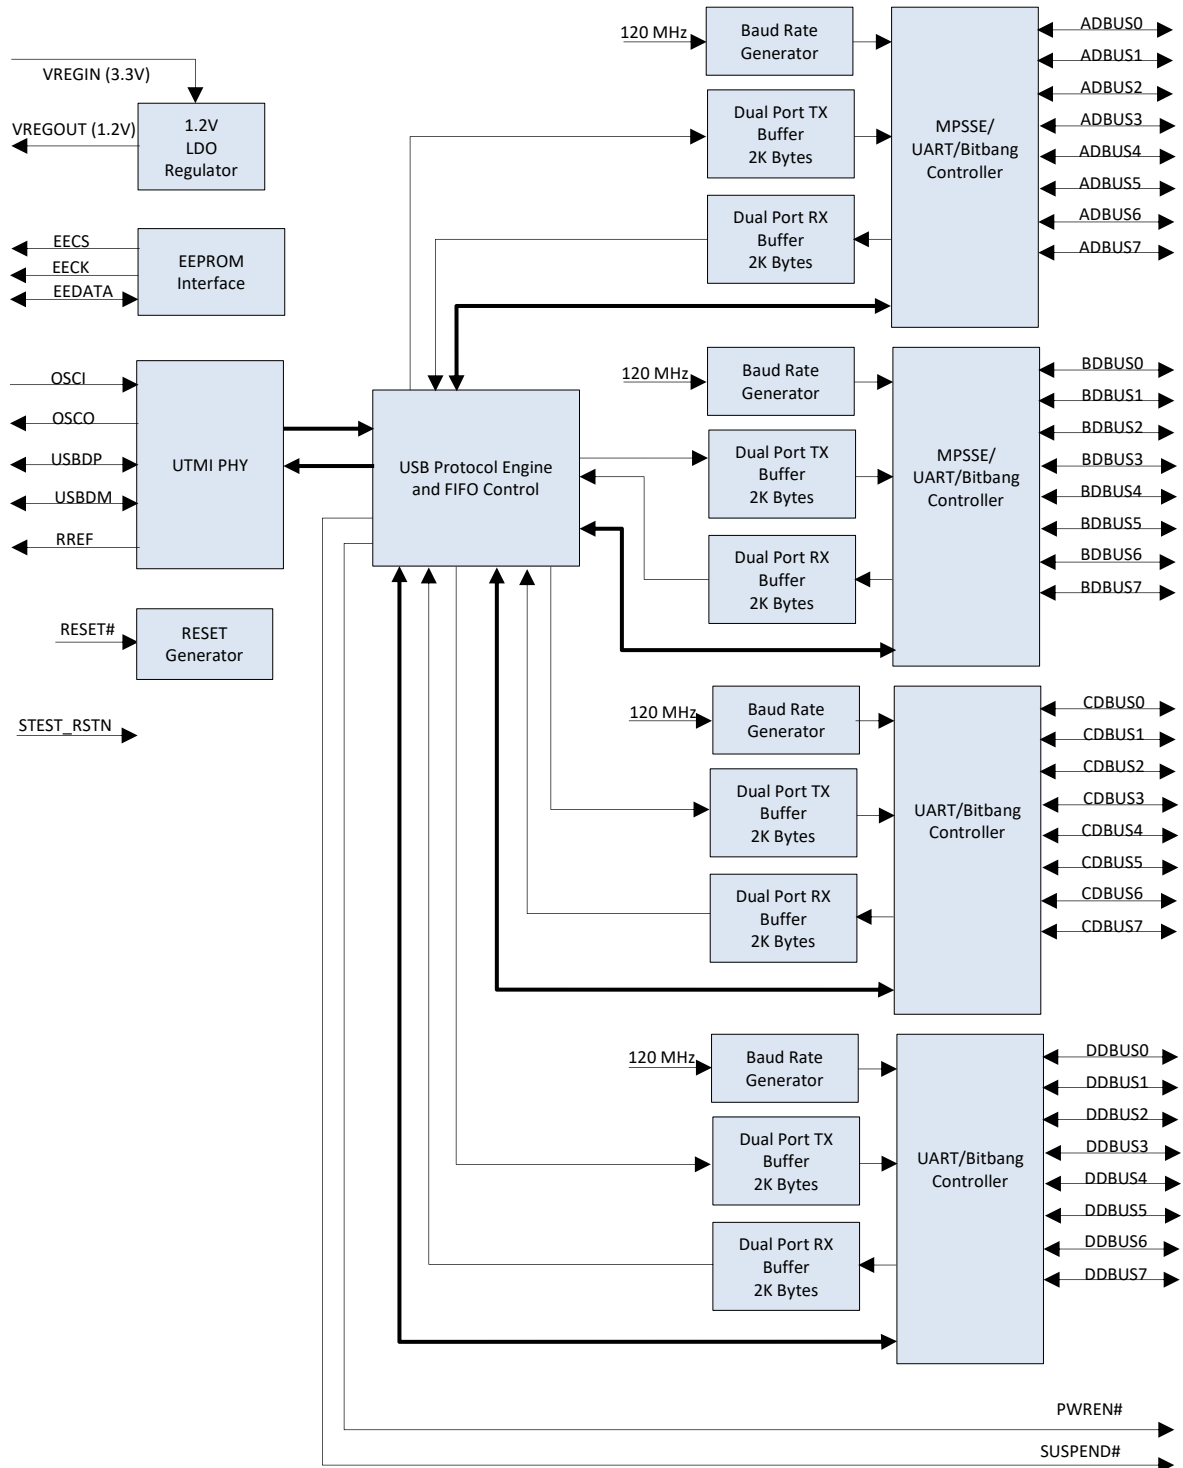 VREGIN (3.3V)
VREGOUT (1.2V)
1.2V
LDO
Regulator
EECS
EECK
EEDATA
EEPROM
Interface
OSCI
OSCO
USBDP
USBDM
RREF
UTMI PHY
RESET#
RESET
Generator
STEST_RSTN
USB Protocol Engine
and FIFO Control
120 MHz
Baud Rate
Generator
Dual Port TX
Buffer
2K Bytes
Dual Port RX
Buffer
2K Bytes
MPSSE/
UART/Bitbang
Controller
ADBUS0
ADBUS1
ADBUS2
ADBUS3
ADBUS4
ADBUS5
ADBUS6
ADBUS7
120 MHz
Baud Rate
Generator
Dual Port TX
Buffer
2K Bytes
Dual Port RX
Buffer
2K Bytes
MPSSE/
UART/Bitbang
Controller
BDBUS0
BDBUS1
BDBUS2
BDBUS3
BDBUS4
BDBUS5
BDBUS6
BDBUS7
120 MHz
Baud Rate
Generator
Dual Port TX
Buffer
2K Bytes
Dual Port RX
Buffer
2K Bytes
UART/Bitbang
Controller
CDBUS0
CDBUS1
CDBUS2
CDBUS3
CDBUS4
CDBUS5
CDBUS6
CDBUS7
120 MHz
Baud Rate
Generator
Dual Port TX
Buffer
2K Bytes
Dual Port RX
Buffer
2K Bytes
UART/Bitbang
Controller
DDBUS0
DDBUS1
DDBUS2
DDBUS3
DDBUS4
DDBUS5
DDBUS6
DDBUS7
PWREN#
SUSPEND#